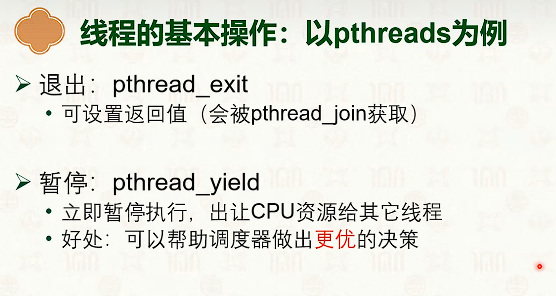 线程的基本操作：以pthreads为例
➢ 退出：pthread_exit
• 可设置返回值（会被pthread_join获取）
➢ 暂停：pthread_yield
• 立即暂停执行，出让CPU资源给其它线程
• 好处：可以帮助调度器做出更优的决策